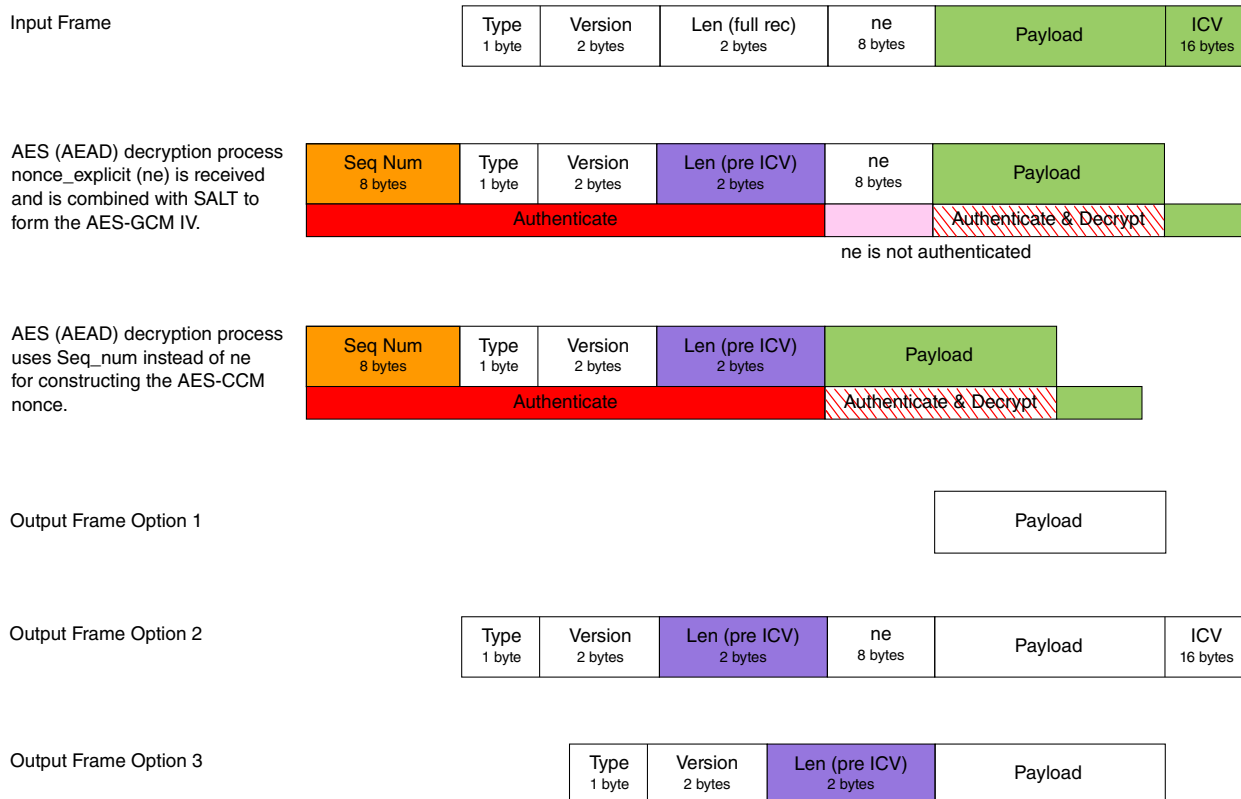 Input Frame
Type
1 byte
Version
2 bytes
Len (full rec)
2 bytes
ne
8 bytes
Payload
ICV
16 bytes
AES (AEAD) decryption process
nonce_explicit (ne) is received
and is combined with SALT to
form the AES-GCM IV.
Seq Num
8 bytes
Type
1 byte
Version
2 bytes
Len (pre ICV)
2 bytes
ne
8 bytes
Payload
Authenticate
Authenticate & Decrypt
ne is not authenticated
AES (AEAD) decryption process
uses Seq_num instead of ne
for constructing the AES-CCM
nonce.
Seq Num
8 bytes
Type
1 byte
Version
2 bytes
Len (pre ICV)
2 bytes
Payload
Authenticate
Authenticate & Decrypt
Output Frame Option 1
Payload
Output Frame Option 2
Type
1 byte
Version
2 bytes
Len (pre ICV)
2 bytes
ne
8 bytes
Payload
ICV
16 bytes
Output Frame Option 3
Type
1 byte
Version
2 bytes
Len (pre ICV)
2 bytes
Payload